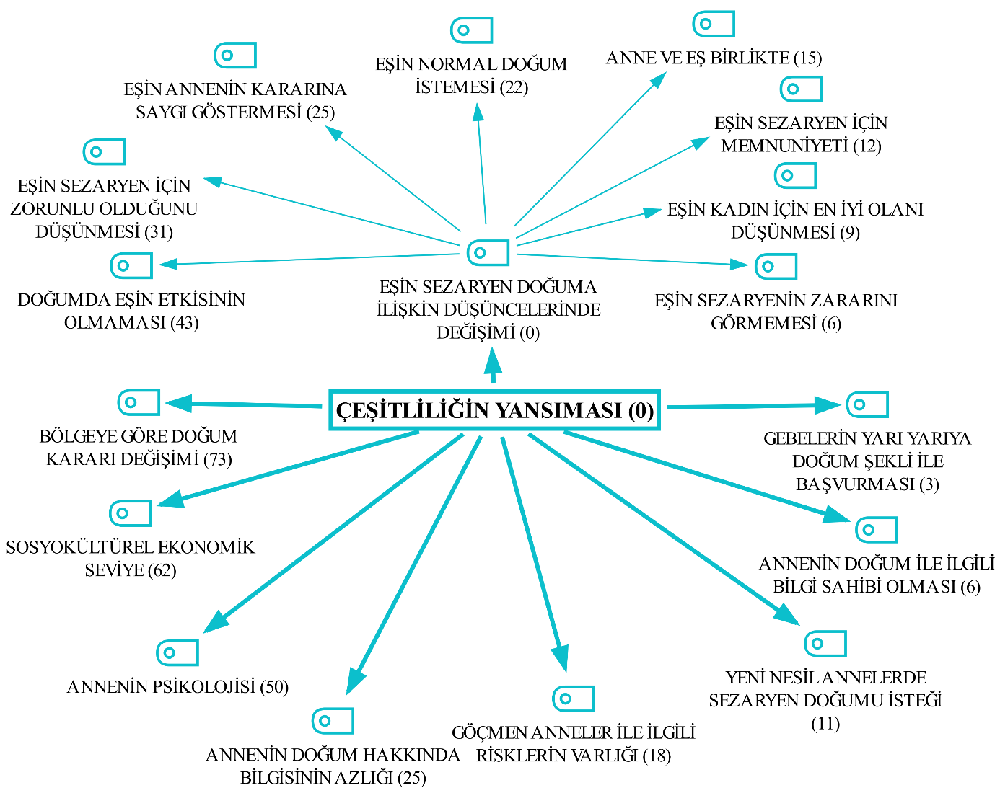 ANNE VE EŞ BİRLİKTE (15)
EŞİN NORMAL DOĞUM
İSTEMESİ (22)
EŞİN ANNENİN KARARINA
SAYGI GÖSTERMESİ (25)
EŞİN SEZARYEN İÇİN
MEMNUNİYETİ (12)
EŞİN SEZARYEN İÇİN
ZORUNLU OLDUĞUNU
DÜŞÜNMESİ (31)
EŞİN KADIN İÇİN EN İYİ OLANI
DÜŞÜNMESİ (9)
DOĞUMDA EŞİN ETKİSİNİN
OLMAMASI (43)
EŞİN SEZARYEN DOĞUMA
İLİŞKİN DÜŞÜNCELERİNDE
DEĞİŞİMİ (0)
EŞİN SEZARYENİN ZARARINI
GÖRMEMESİ (6)
ÇEŞİTLİLİĞİN YANSIMASI (0)
BÖLGEYE GÖRE DOĞUM
KARARI DEĞİŞİMİ (73)
GEBELERİN YARI YARIYA
DOĞUM ŞEKLİ İLE
BAŞVURMASI (3)
SOSYOKÜLTÜREL EKONOMİK
SEVİYE (62)
ANNENİN DOĞUM İLE İLGİLİ
BİLGİ SAHİBİ OLMASI (6)
ANNENİN PSİKOLOJİSİ (50)
YENİ NESİL ANNELERDE
SEZARYEN DOĞUMU İSTEĞİ
(11)
GÖÇMEN ANNELER İLE İLGİLİ
RİSKLERİN VARLIĞI (18)
ANNENİN DOĞUM HAKKINDA
BİLGİSİNİN AZLIĞI (25)